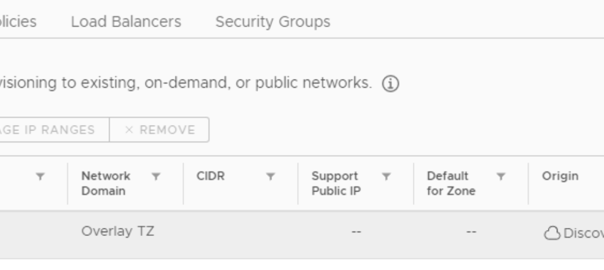 olicies Load Balancers Security Groups
visioning to existing, on-demand, or public networks.
AGE IP RANGES × REMOVE
Network Domain CIDR Support Public IP Default for Zone Origin
Overlay TZ -- -- Discov